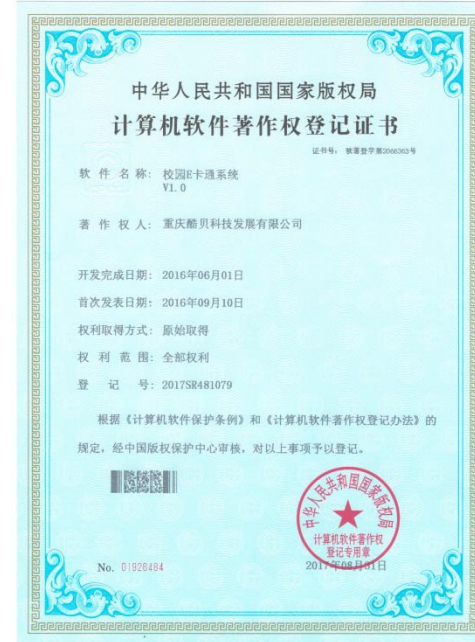 中华人民共和国国家版权局
计算机软件著作权登记证书
证书号: 软著登字第2066363号
软件名称: 校园E卡通系统
V1.0
著作权人: 重庆酷贝科技发展有限公司
开发完成日期: 2016年06月01日
首次发表日期: 2016年09月10日
权利取得方式: 原始取得
权利范围: 全部权利
登记号: 2017SR481079
根据《计算机软件保护条例》和《计算机软件著作权登记办法》的
规定，经中国版权保护中心审核，对以上事项予以登记。
中华人民共和国国家版权局
计算机软件著作权
登记专用章
No. 01926484
2017年08月31日